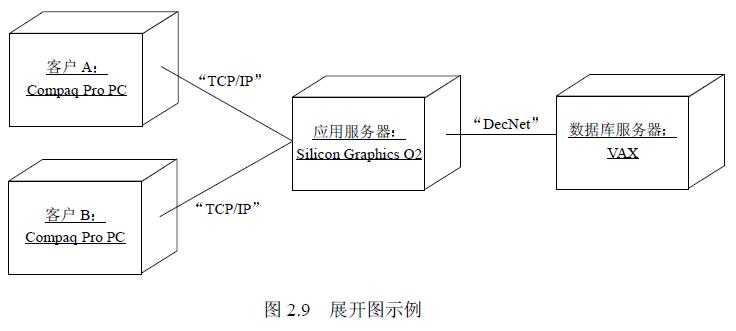 客户 A：
Compaq Pro PC
“TCP/IP”
应用服务器：
Silicon Graphics O2
“DecNet”
数据库服务器：
VAX
客户 B：
Compaq Pro PC
“TCP/IP”
图 2.9 展开图示例